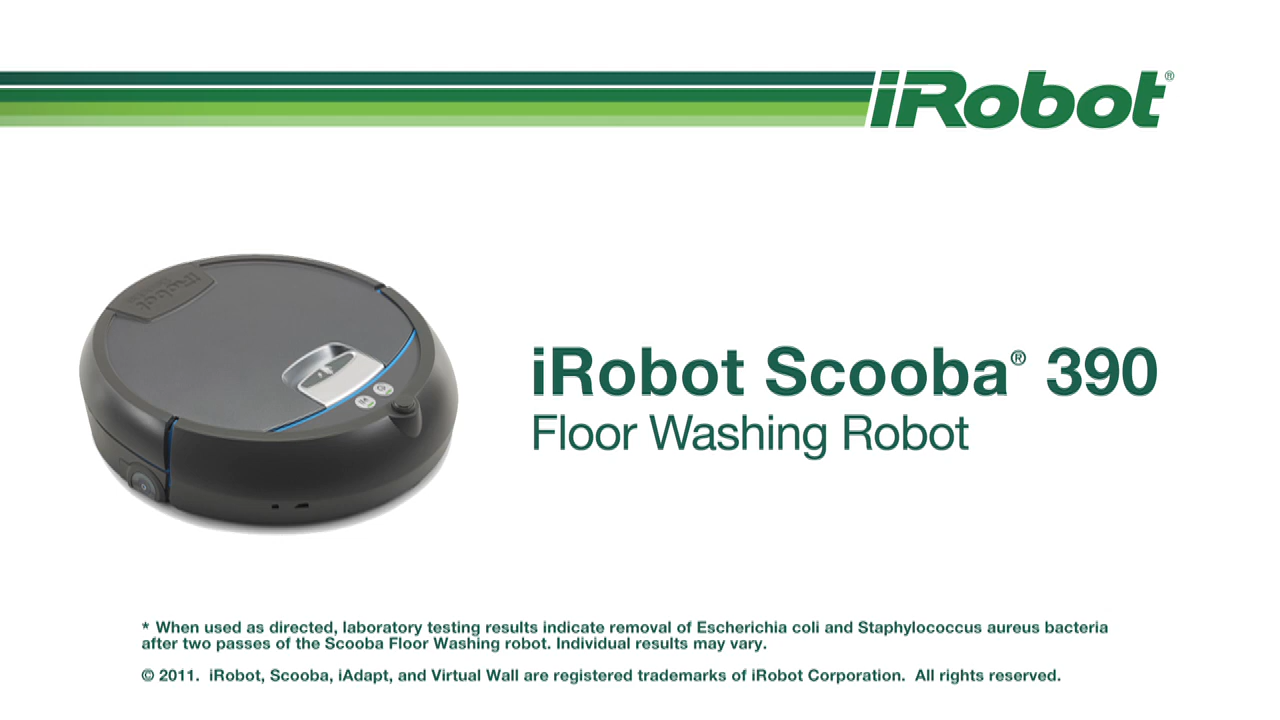 iRobot®
iRobot
iRobot Scooba® 390
Floor Washing Robot
* When used as directed, laboratory testing results indicate removal of Escherichia coli and Staphylococcus aureus bacteria
after two passes of the Scooba Floor Washing robot. Individual results may vary.
© 2011.  iRobot, Scooba, iAdapt, and Virtual Wall are registered trademarks of iRobot Corporation.  All rights reserved.